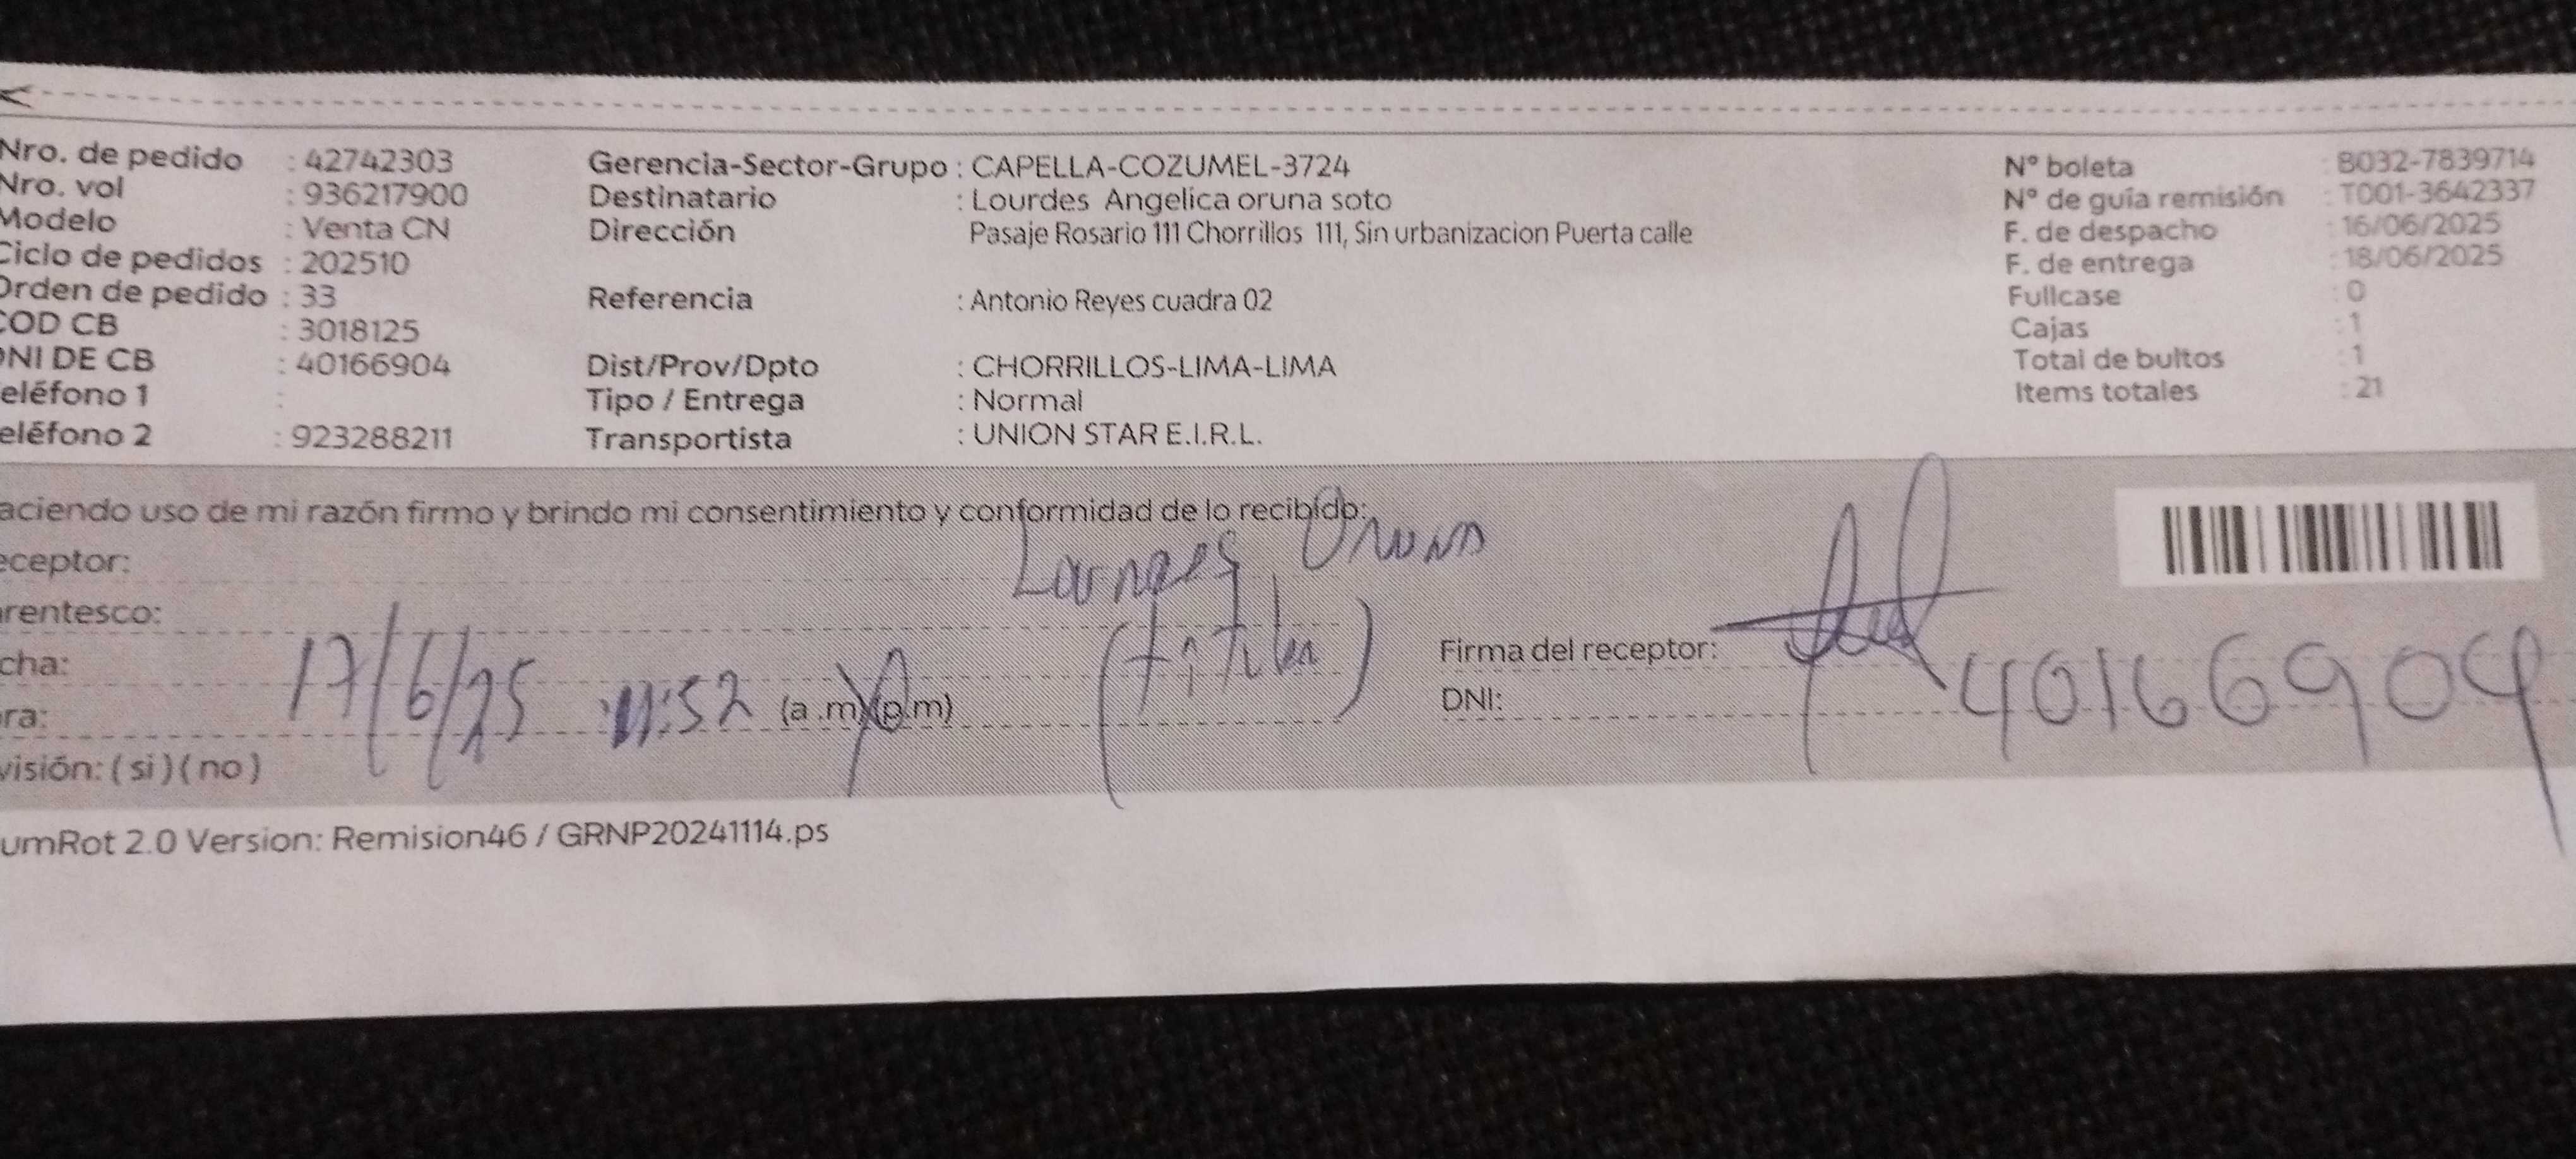 Nro. de pedido : 42742303 Gerencia-Sector-Grupo : CAPELLA-COZUMEL-3724 Nº boleta : B032-7839714
Nro. vol : 936217900 Destinatario : Lourdes Angelica oruna soto Nº de guía remisión : T001-3642337
Modelo : Venta CN Dirección Pasaje Rosario 111 Chorrillos 111, Sin urbanizacion Puerta calle F. de despacho : 16/06/2025
Ciclo de pedidos : 202510 F. de entrega : 18/06/2025
Orden de pedido : 33 Referencia : Antonio Reyes cuadra 02 Fullcase : 0
COD CB : 3018125 Cajas : 1
DNI DE CB : 40166904 Dist/Prov/Dpto : CHORRILLOS-LIMA-LIMA Total de bultos : 1
eléfono 1 : Tipo / Entrega : Normal Items totales : 21
eléfono 2 : 923288211 Transportista : UNION STAR E.I.R.L.
aciendo uso de mi razón firmo y brindo mi consentimiento y conformidad de lo recibido:
eceptor: Lourdes Oruna
rentesco: (titular)
cha: 17/6/25 Firma del receptor:
ra: 11:52 (a .m)(p.m) DNI: 40166904
visión: ( si ) ( no )
umRot 2.0 Version: Remision46 / GRNP20241114.ps